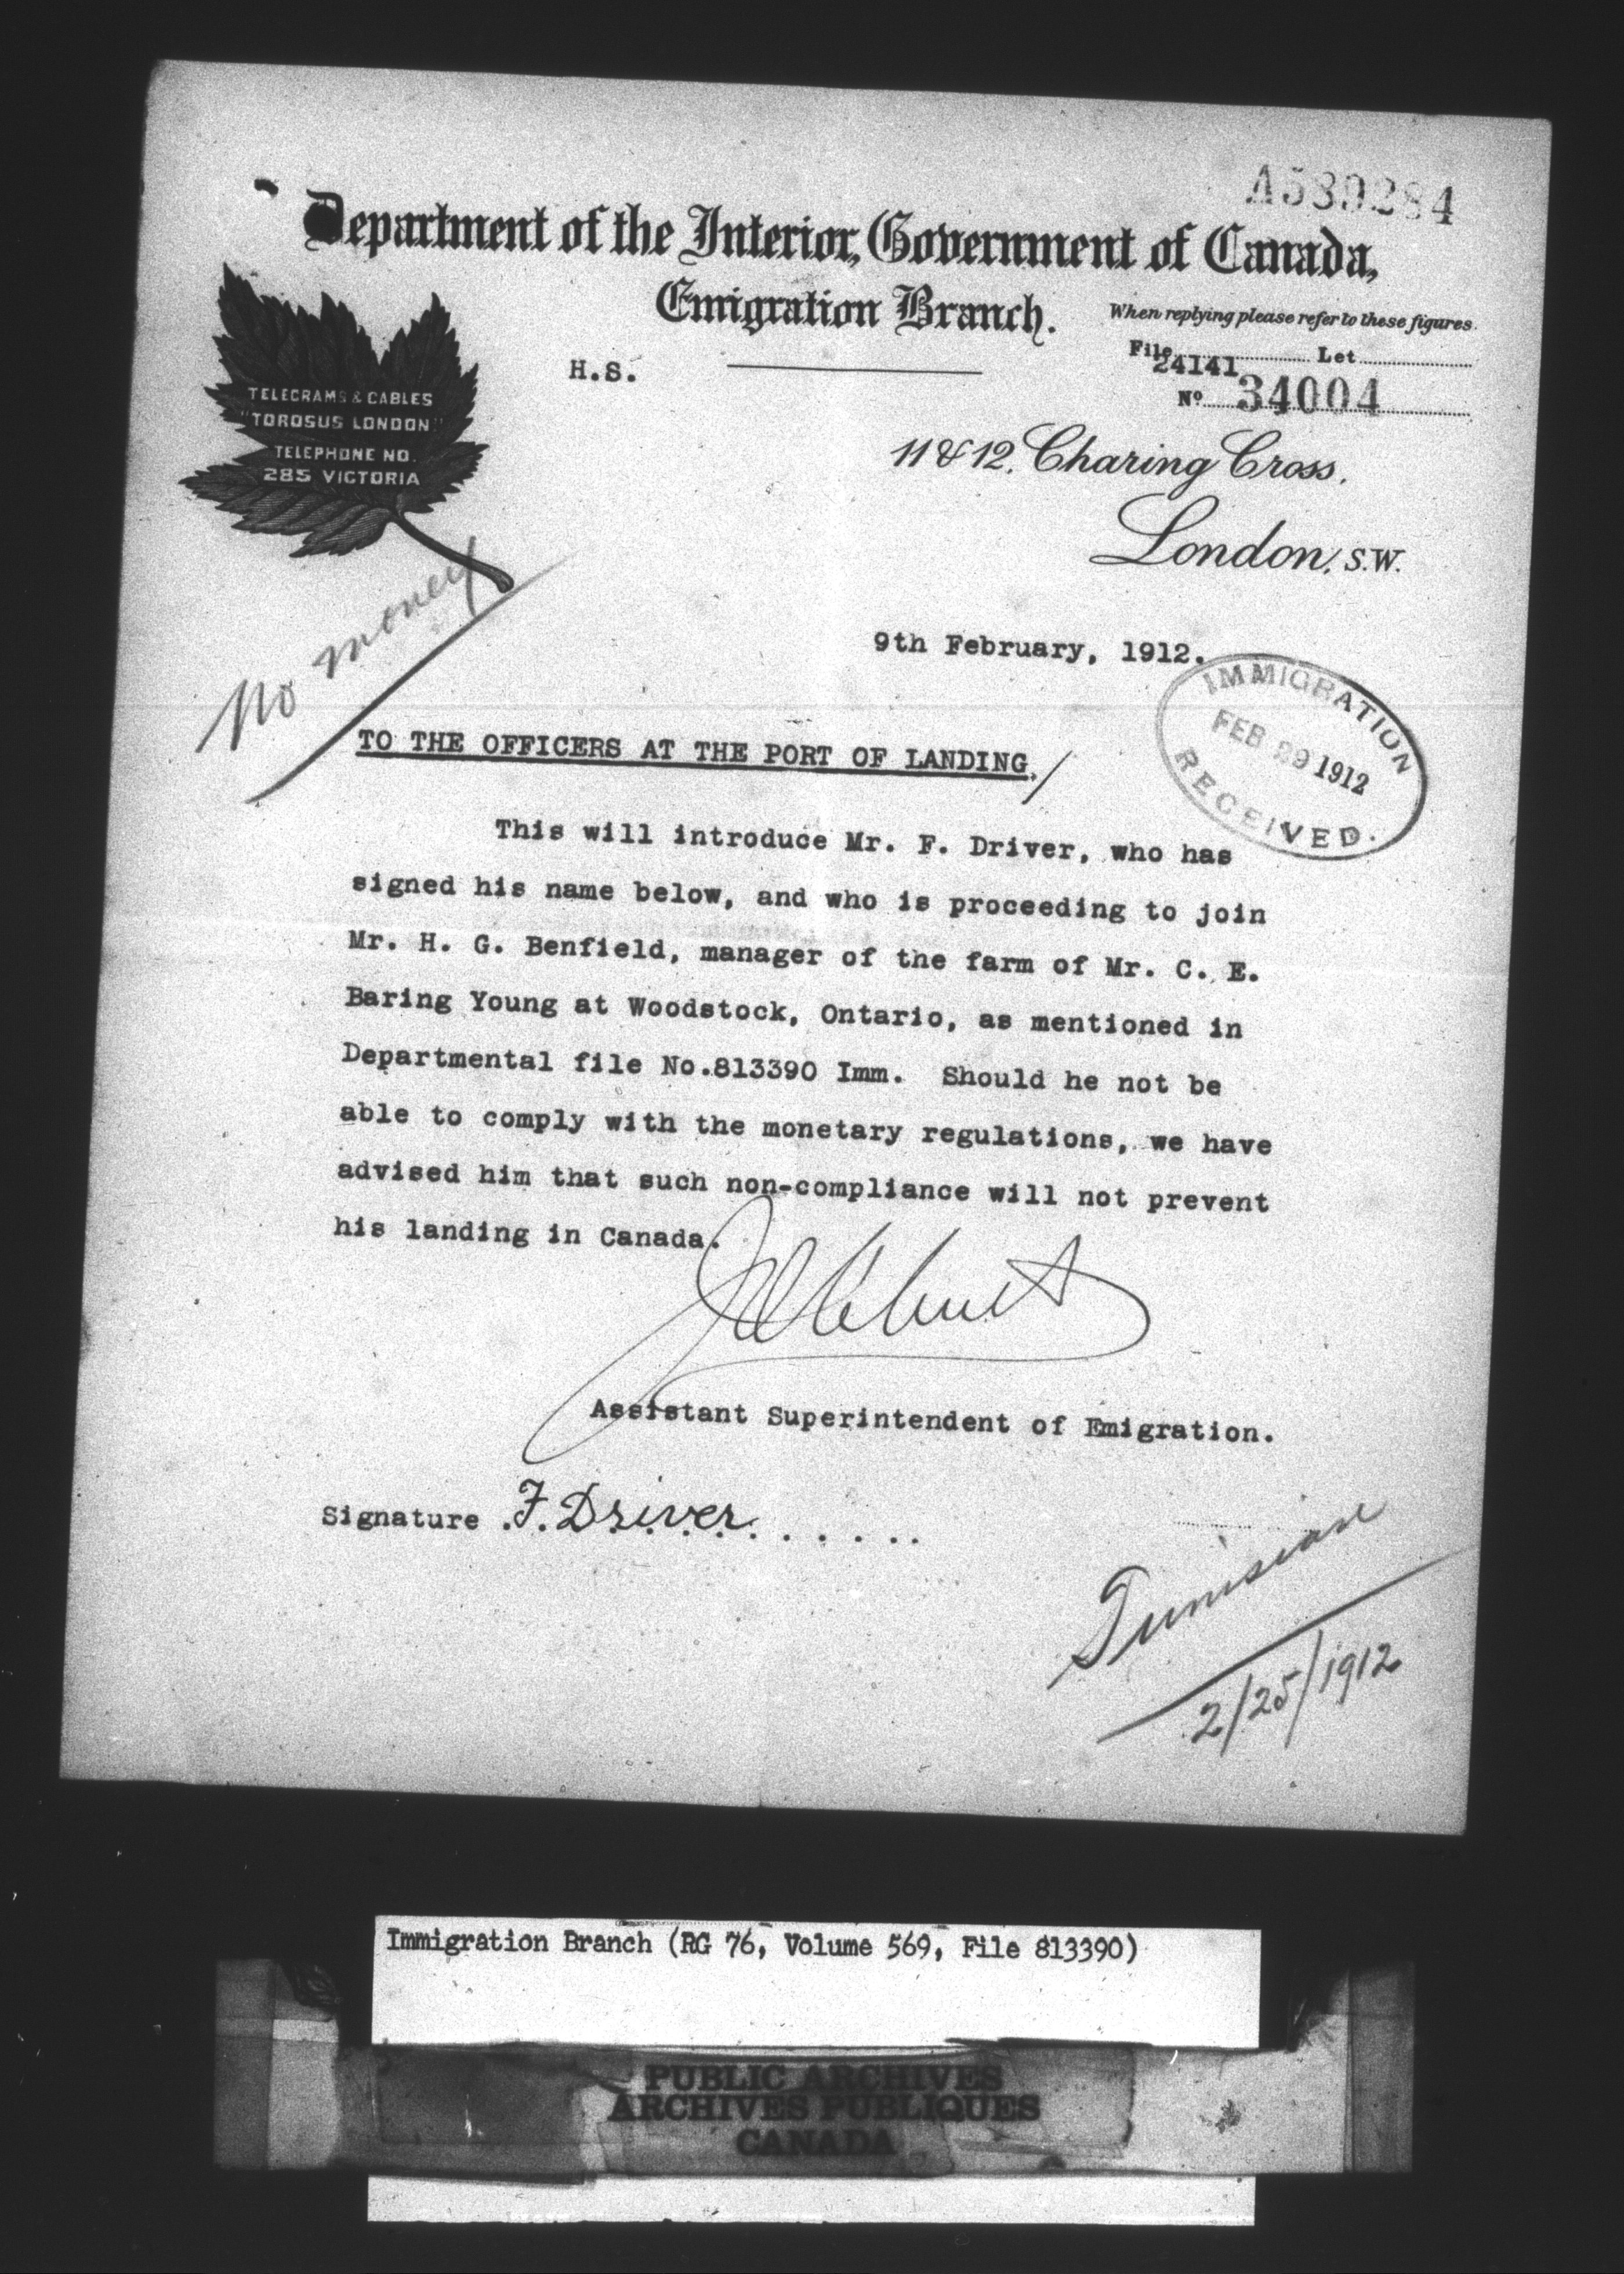 A539284
Department of the Interior, Government of Canada,
Emigration Branch.
When replying please refer to these figures.
File 24141 Let
H.S.
No 34004
TELEGRAMS & CABLES
"TOROSUS LONDON"
TELEPHONE NO.
285 VICTORIA
11 & 12, Charing Cross,
London, S.W.
No money
9th February, 1912.
IMMIGRATION
FEB 29 1912
RECEIVED.
TO THE OFFICERS AT THE PORT OF LANDING.
This will introduce Mr. F. Driver, who has
signed his name below, and who is proceeding to join
Mr. H. G. Benfield, manager of the farm of Mr. C. E.
Baring Young at Woodstock, Ontario, as mentioned in
Departmental file No.813390 Imm. Should he not be
able to comply with the monetary regulations, we have
advised him that such non-compliance will not prevent
his landing in Canada.
Assistant Superintendent of Emigration.
Signature . F. Driver . . . . .
Tunisian
2/25/1912
Immigration Branch (RG 76, Volume 569, File 813390)
PUBLIC ARCHIVES
ARCHIVES PUBLIQUES
CANADA